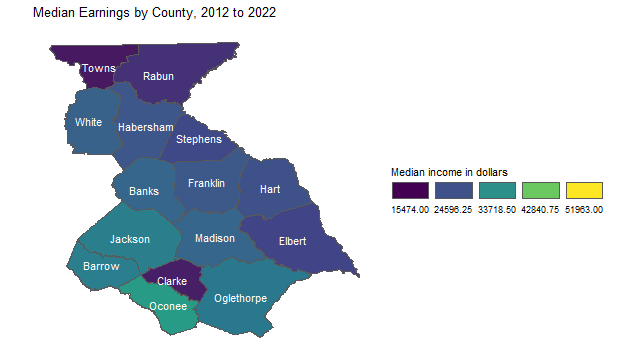 Median Earnings by County, 2012 to 2022
Towns
Rabun
White
Habersham
Stephens
Banks
Franklin
Hart
Jackson
Madison
Elbert
Barrow
Clarke
Oconee
Oglethorpe
Median income in dollars
15474.00 24596.25 33718.50 42840.75 51963.00